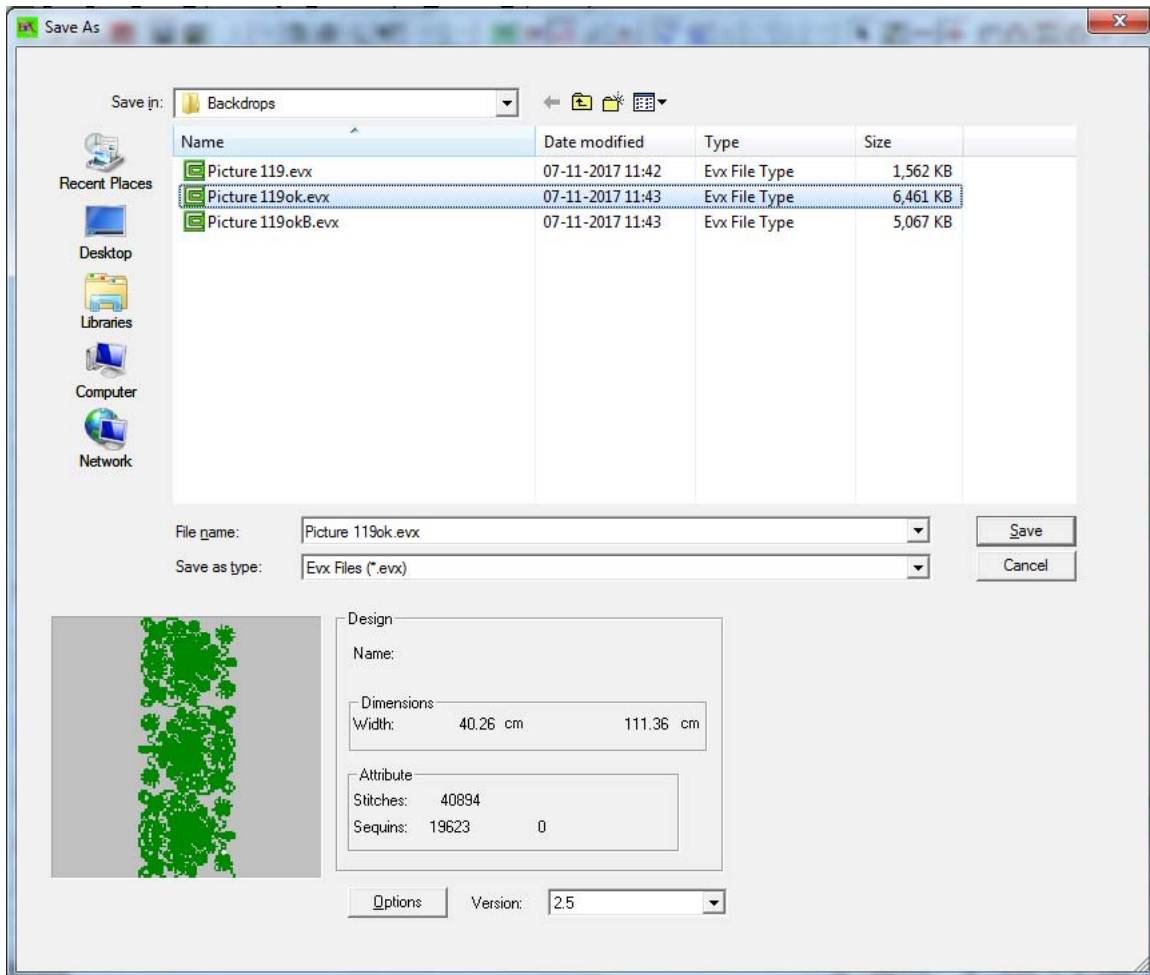 Save As
Save in: Backdrops
Name Date modified Type Size
Picture 119.evx 07-11-2017 11:42 Evx File Type 1,562 KB
Picture 119ok.evx 07-11-2017 11:43 Evx File Type 6,461 KB
Picture 119okB.evx 07-11-2017 11:43 Evx File Type 5,067 KB
Recent Places
Desktop
Libraries
Computer
Network
File name: Picture 119ok.evx Save
Save as type: Evx Files (*.evx) Cancel
Design
Name:
Dimensions
Width: 40.26 cm 111.36 cm
Attribute
Stitches: 40894
Sequins: 19623 0
Options Version: 2.5